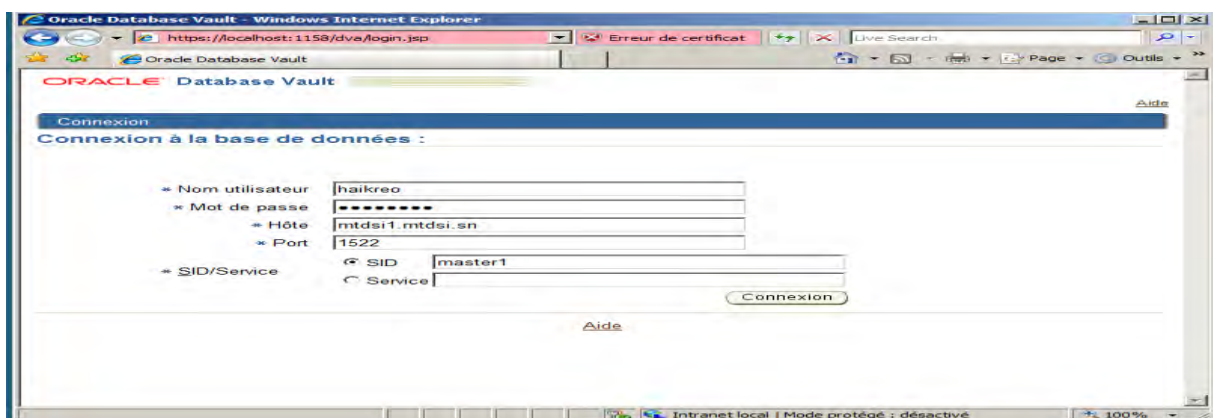 Oracle Database Vault - Windows Internet Explorer
https://localhost:1158/dva/login.jsp Erreur de certificat Live Search
Oracle Database Vault Page Outils
ORACLE Database Vault
Aide
Connexion
Connexion à la base de données :
* Nom utilisateur haikreo
* Mot de passe ••••••••
* Hôte mtdsi1.mtdsi.sn
* Port 1522
* SID/Service
SID master1
Service
Connexion
Aide
Intranet local | Mode protégé : désactivé 100%